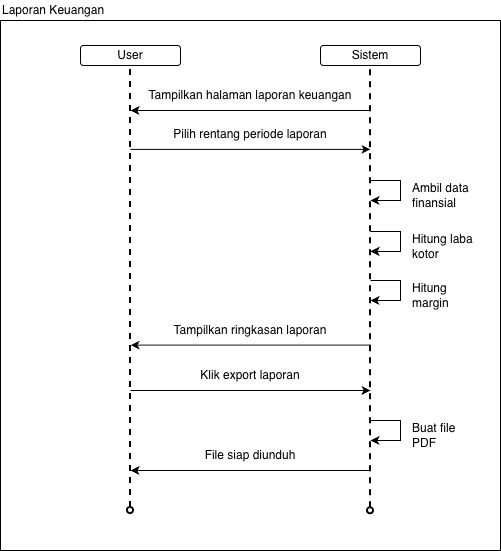 Laporan Keuangan
User
Sistem
Tampilkan halaman laporan keuangan
Pilih rentang periode laporan
Ambil data
finansial
Hitung laba
kotor
Hitung
margin
Tampilkan ringkasan laporan
Klik export laporan
Buat file
PDF
File siap diunduh